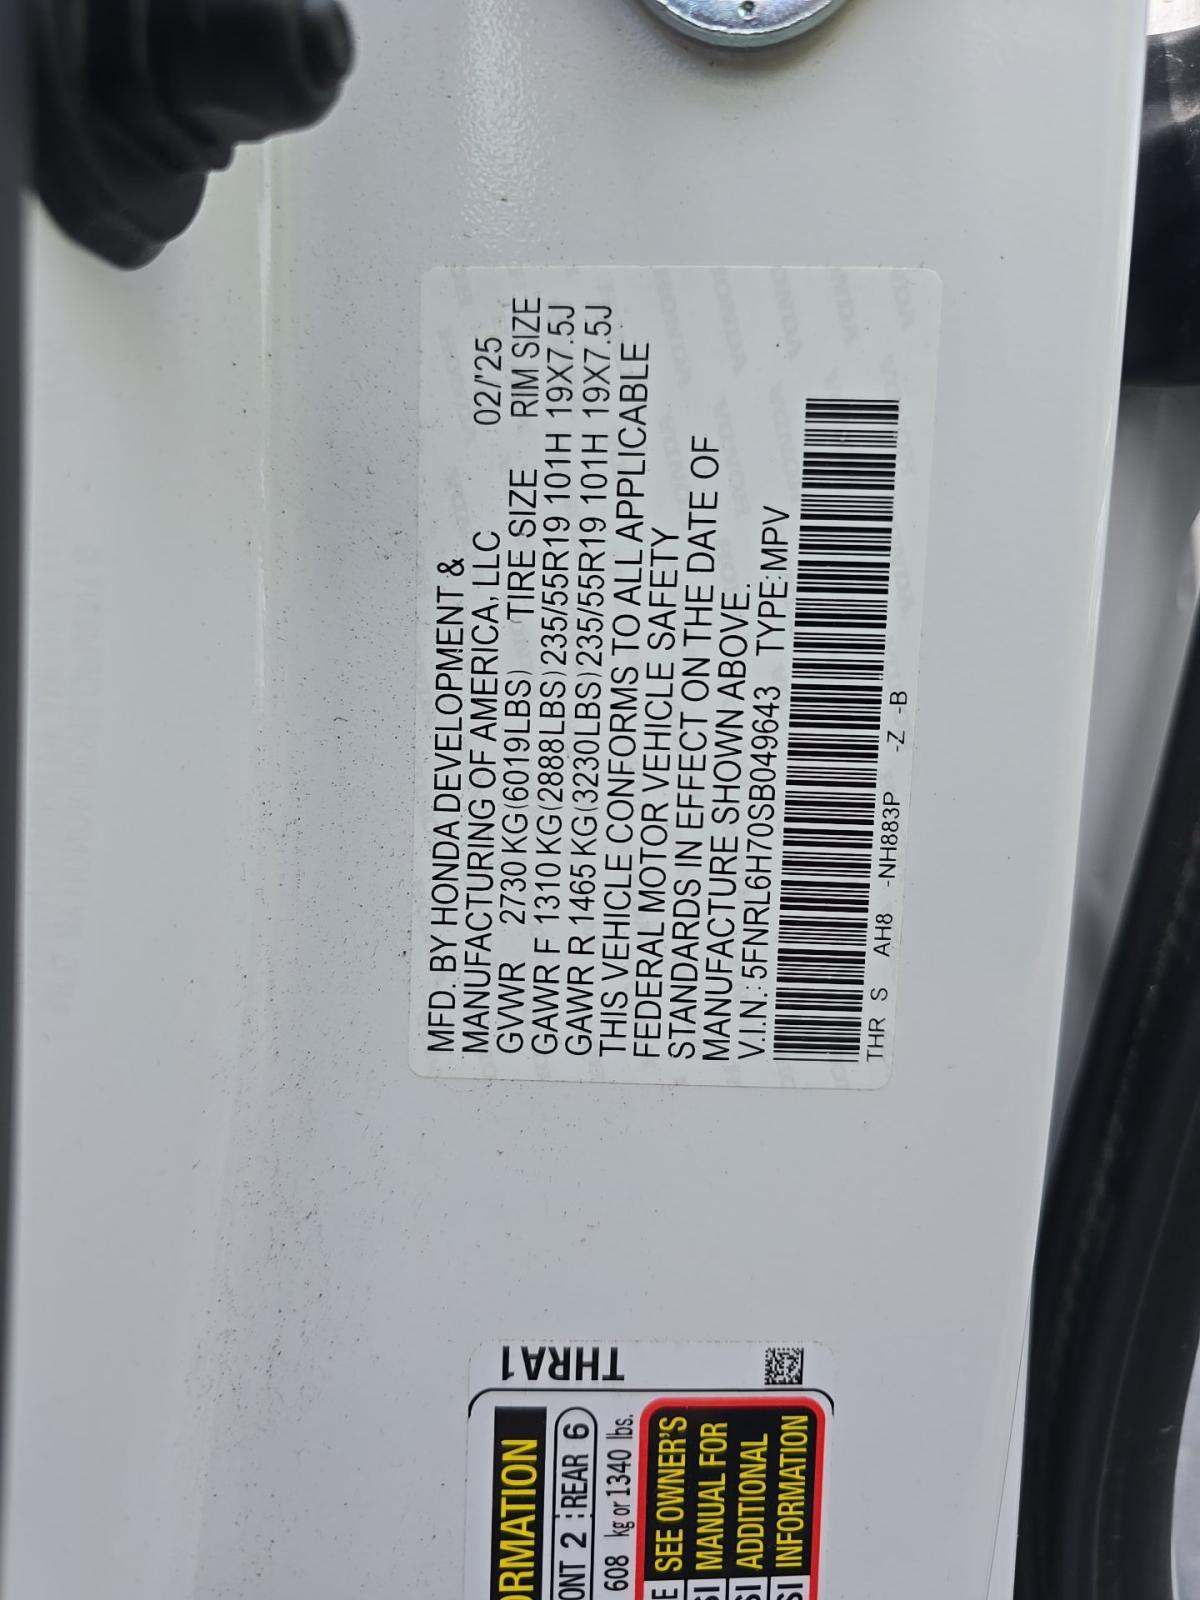 MFD. BY HONDA DEVELOPMENT &
MANUFACTURING OF AMERICA, LLC 02/'25
GVWR 2730 KG(6019LBS) TIRE SIZE RIM SIZE
GAWR F 1310 KG(2888LBS) 235/55R19 101H 19X7.5J
GAWR R 1465 KG(3230LBS) 235/55R19 101H 19X7.5J
THIS VEHICLE CONFORMS TO ALL APPLICABLE
FEDERAL MOTOR VEHICLE SAFETY
STANDARDS IN EFFECT ON THE DATE OF
MANUFACTURE SHOWN ABOVE.
V.I.N.:5FNRL6H70SB049643 TYPE:MPV
THR S AH8 -NH883P -Z -B
THRA1
ORMATION
ONT 2 REAR 6
608 kg or 1340 lbs.
E SEE OWNER'S
SI MANUAL FOR
SI ADDITIONAL
SI INFORMATION